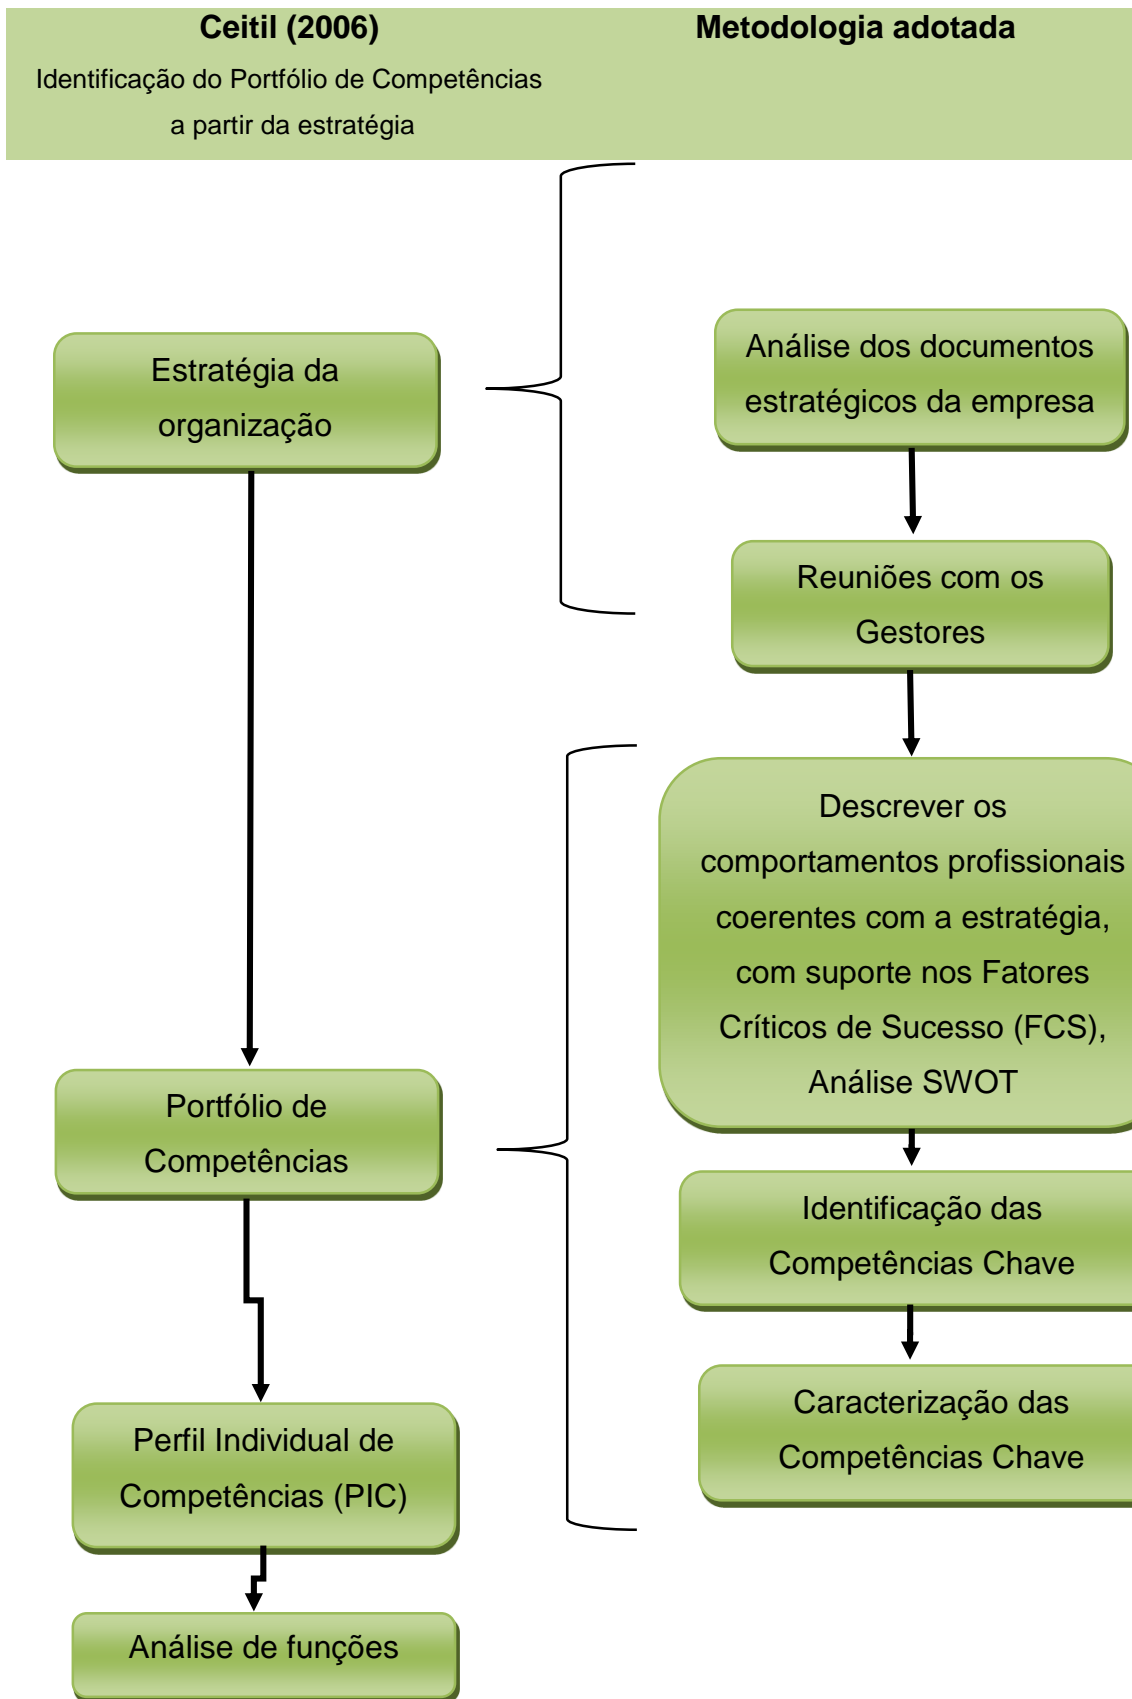 Ceitil (2006)
Identificação do Portfólio de Competências
a partir da estratégia
Metodologia adotada
Estratégia da
organização
Portfólio de
Competências
Perfil Individual de
Competências (PIC)
Análise de funções
Análise dos documentos
estratégicos da empresa
Reuniões com os
Gestores
Descrever os
comportamentos profissionais
coerentes com a estratégia,
com suporte nos Fatores
Críticos de Sucesso (FCS),
Análise SWOT
Identificação das
Competências Chave
Caracterização das
Competências Chave